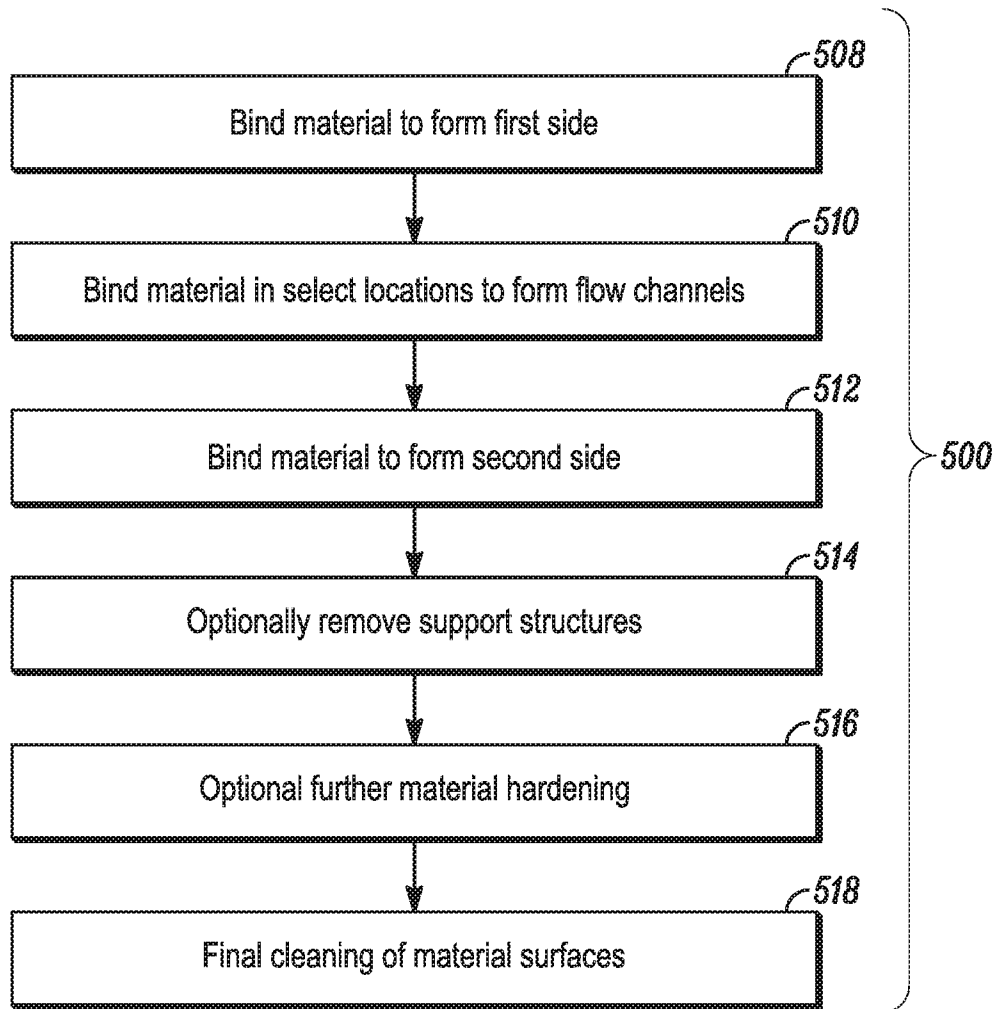 508
Bind material to form first side
510
Bind material in select locations to form flow channels
512
Bind material to form second side
500
514
Optionally remove support structures
516
Optional further material hardening
518
Final cleaning of material surfaces